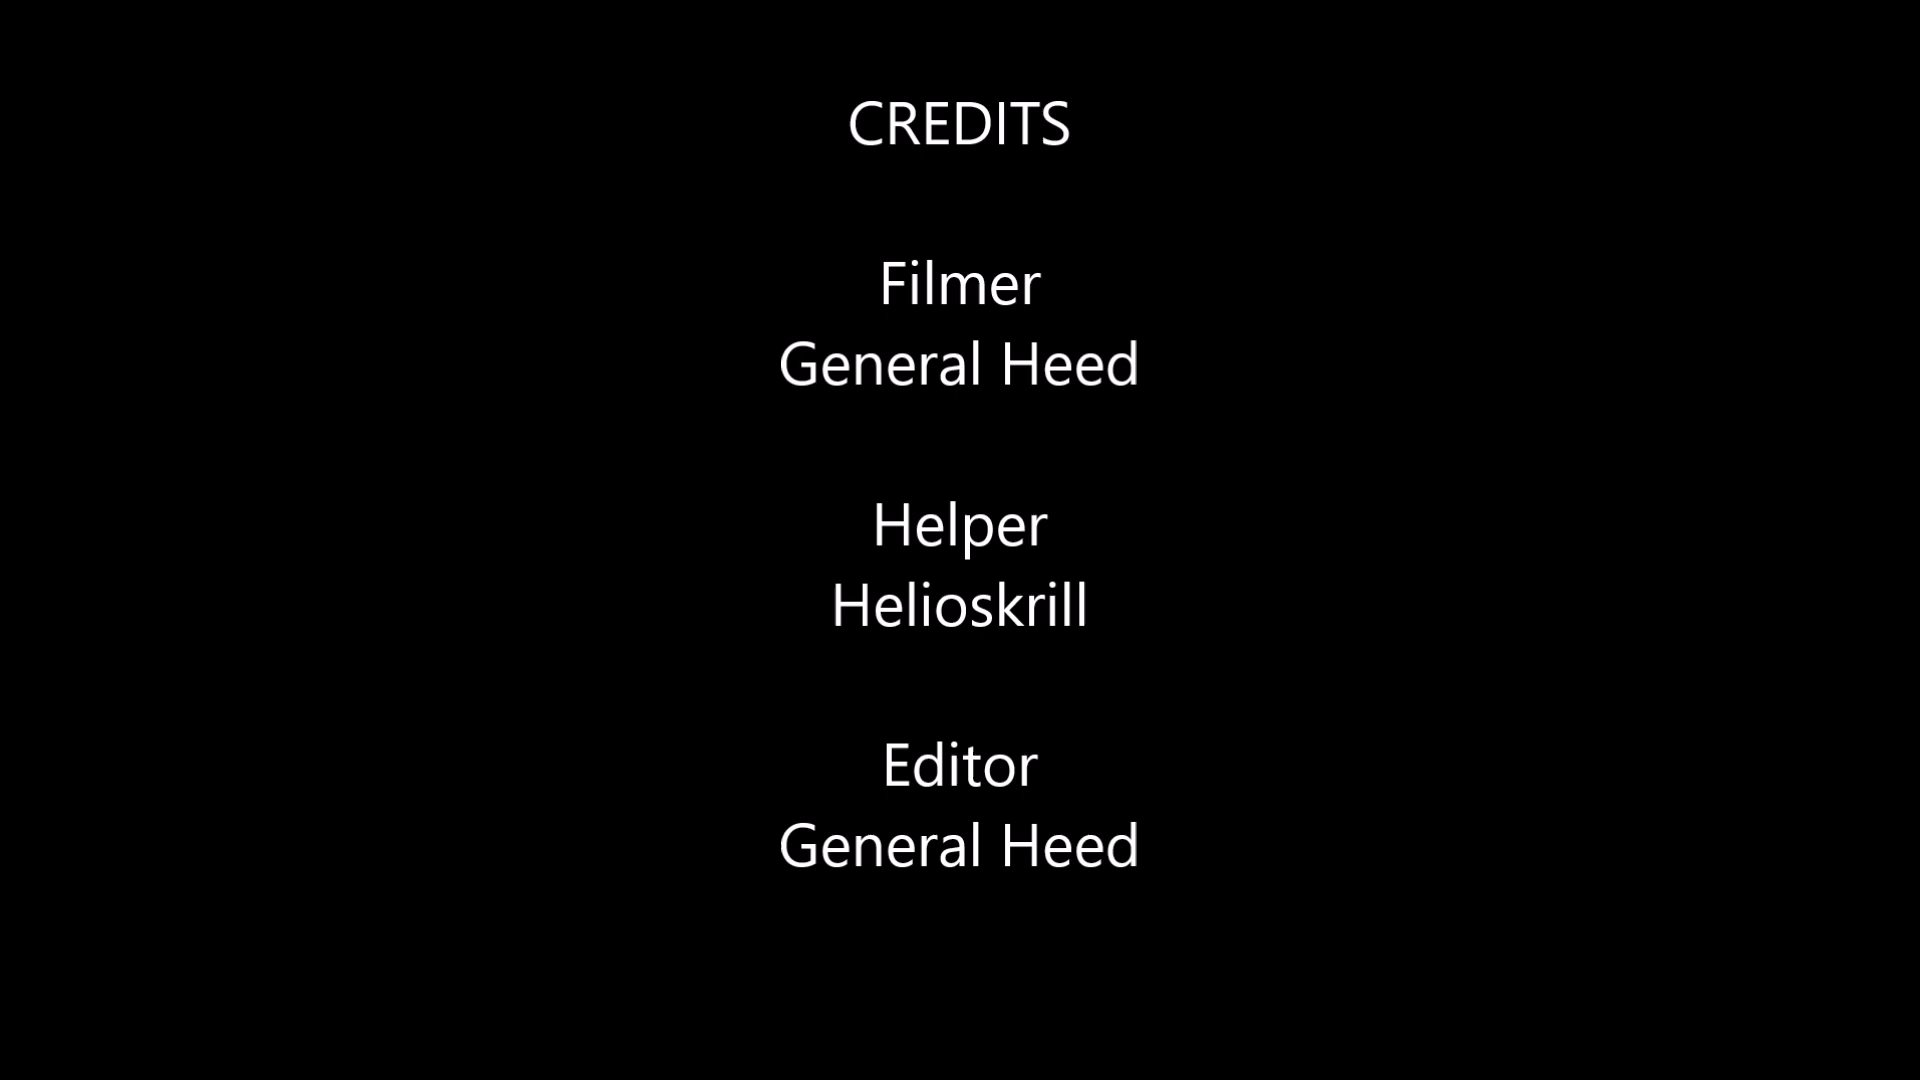 CREDITS
Filmer
General Heed
Helper
Helioskrill
Editor
General Heed